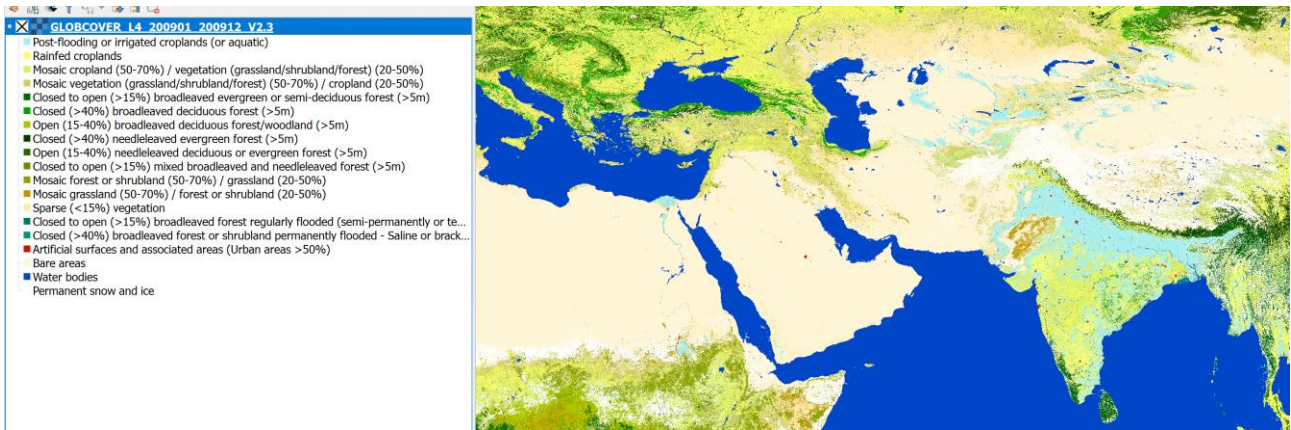 GLOBCOVER_L4_200901_200912_V2.3
Post-flooding or irrigated croplands (or aquatic)
Rainfed croplands
Mosaic cropland (50-70%) / vegetation (grassland/shrubland/forest) (20-50%)
Mosaic vegetation (grassland/shrubland/forest) (50-70%) / cropland (20-50%)
Closed to open (>15%) broadleaved evergreen or semi-deciduous forest (>5m)
Closed (>40%) broadleaved deciduous forest (>5m)
Open (15-40%) broadleaved deciduous forest/woodland (>5m)
Closed (>40%) needleleaved evergreen forest (>5m)
Open (15-40%) needleleaved deciduous or evergreen forest (>5m)
Closed to open (>15%) mixed broadleaved and needleleaved forest (>5m)
Mosaic forest or shrubland (50-70%) / grassland (20-50%)
Mosaic grassland (50-70%) / forest or shrubland (20-50%)
Sparse (<15%) vegetation
Closed to open (>15%) broadleaved forest regularly flooded (semi-permanently or te...
Closed (>40%) broadleaved forest or shrubland permanently flooded - Saline or brack...
Artificial surfaces and associated areas (Urban areas >50%)
Bare areas
Water bodies
Permanent snow and ice